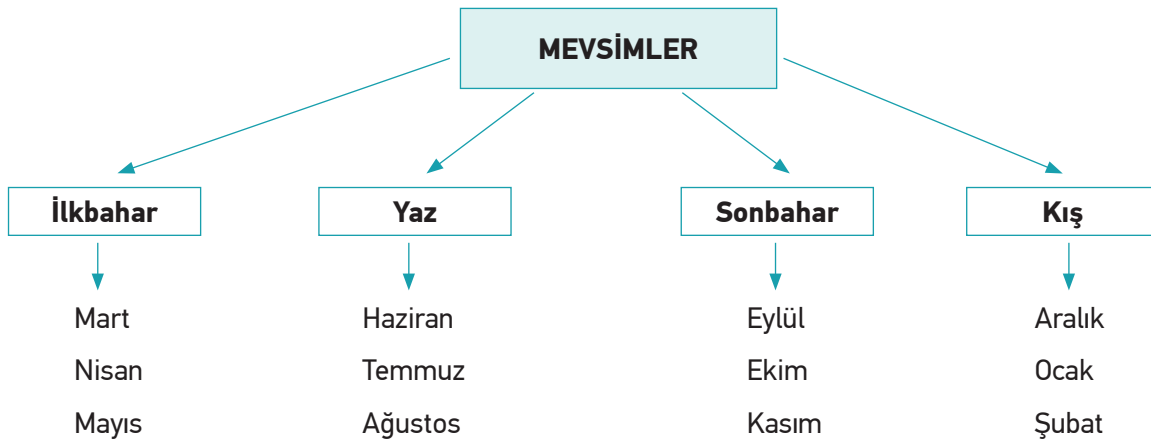 MEVSİMLER
İlkbahar
Yaz
Sonbahar
Kış
Mart
Haziran
Eylül
Aralık
Nisan
Temmuz
Ekim
Ocak
Mayıs
Ağustos
Kasım
Şubat